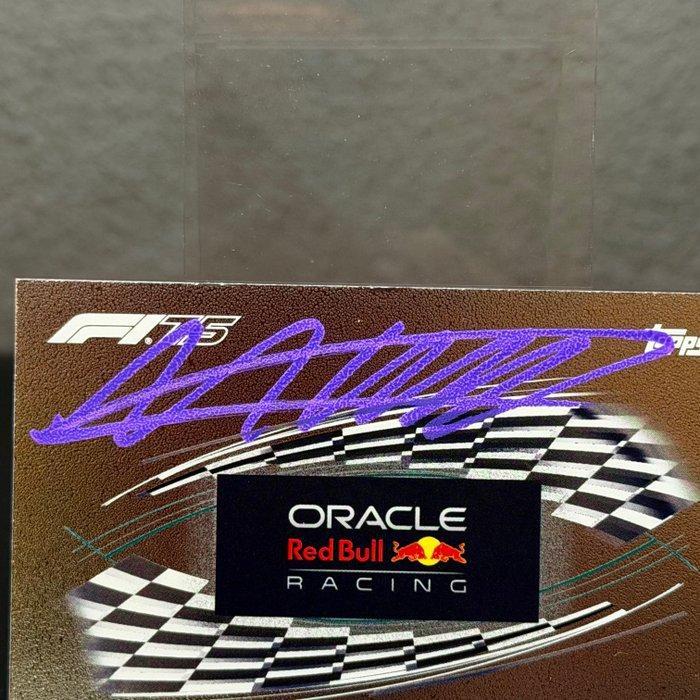 F1 75
topps
ORACLE
Red Bull
RACING